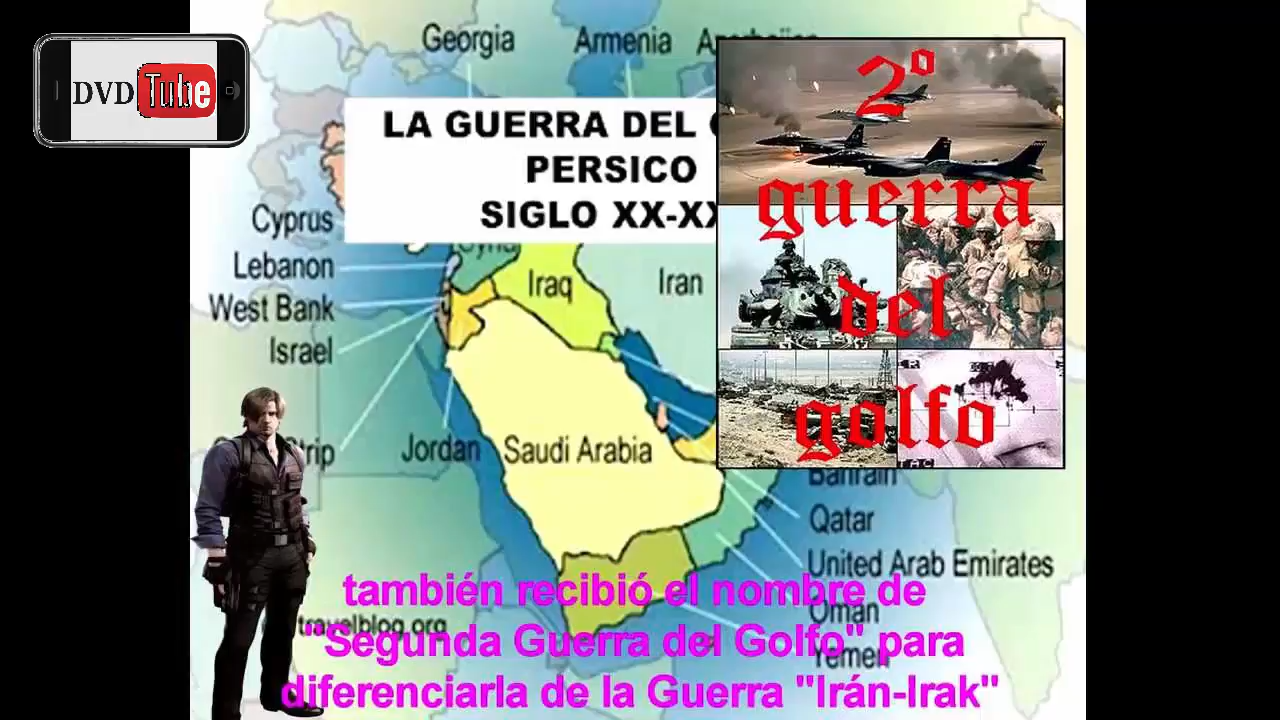 DVD Tube
Georgia
Armenia
LA GUERRA DEL
PERSICO
SIGLO XX-XX
2º
guerra
del
golfo
Cyprus
Lebanon
West Bank
Israel
Syria
Iraq
Iran
Strip
Jordan
Saudi Arabia
Bahrain
Qatar
United Arab Emirates
Oman
Yemen
travelblog.org
también recibió el nombre de
"Segunda Guerra del Golfo" para
diferenciarla de la Guerra "Irán-Irak"